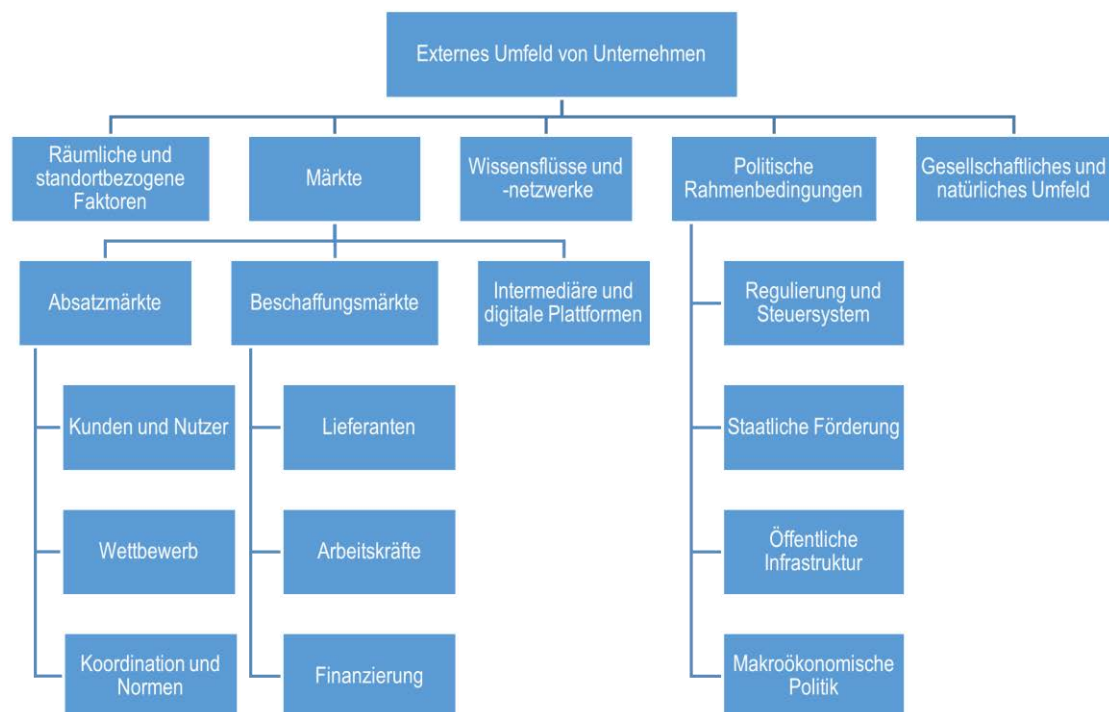 Externes Umfeld von Unternehmen
Räumliche und
standortbezogene
Faktoren
Märkte
Wissensflüsse und
-netzwerke
Politische
Rahmenbedingungen
Gesellschaftliches und
natürliches Umfeld
Absatzmärkte
Beschaffungsmärkte
Intermediäre und
digitale Plattformen
Regulierung und
Steuersystem
Kunden und Nutzer
Lieferanten
Staatliche Förderung
Wettbewerb
Arbeitskräfte
Öffentliche
Infrastruktur
Koordination und
Normen
Finanzierung
Makroökonomische
Politik